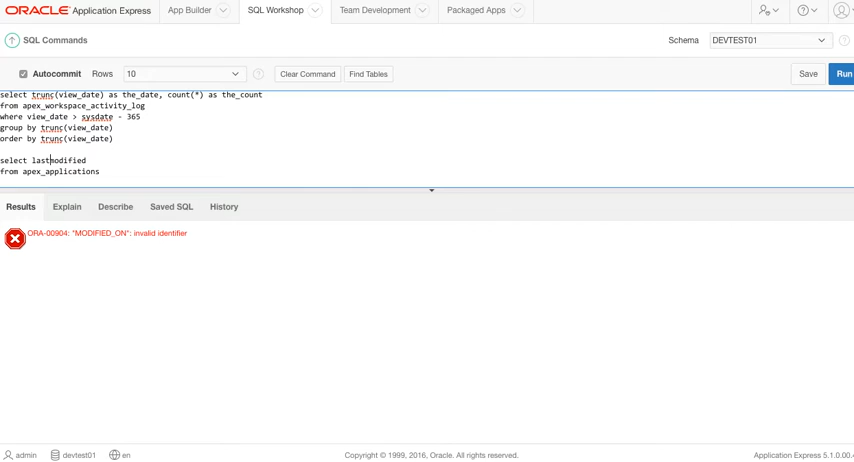 ORACLE Application Express App Builder SQL Workshop Team Development Packaged Apps
SQL Commands Schema DEVTEST01
Autocommit Rows 10 Clear Command Find Tables Save Run
select trunc(view_date) as the_date, count(*) as the_count
from apex_workspace_activity_log
where view_date > sysdate - 365
group by trunc(view_date)
order by trunc(view_date)
select lastmodified
from apex_applications
Results Explain Describe Saved SQL History
ORA-00904: "MODIFIED_ON": invalid identifier
admin devtest01 en Copyright © 1999, 2016, Oracle. All rights reserved. Application Express 5.1.0.00.